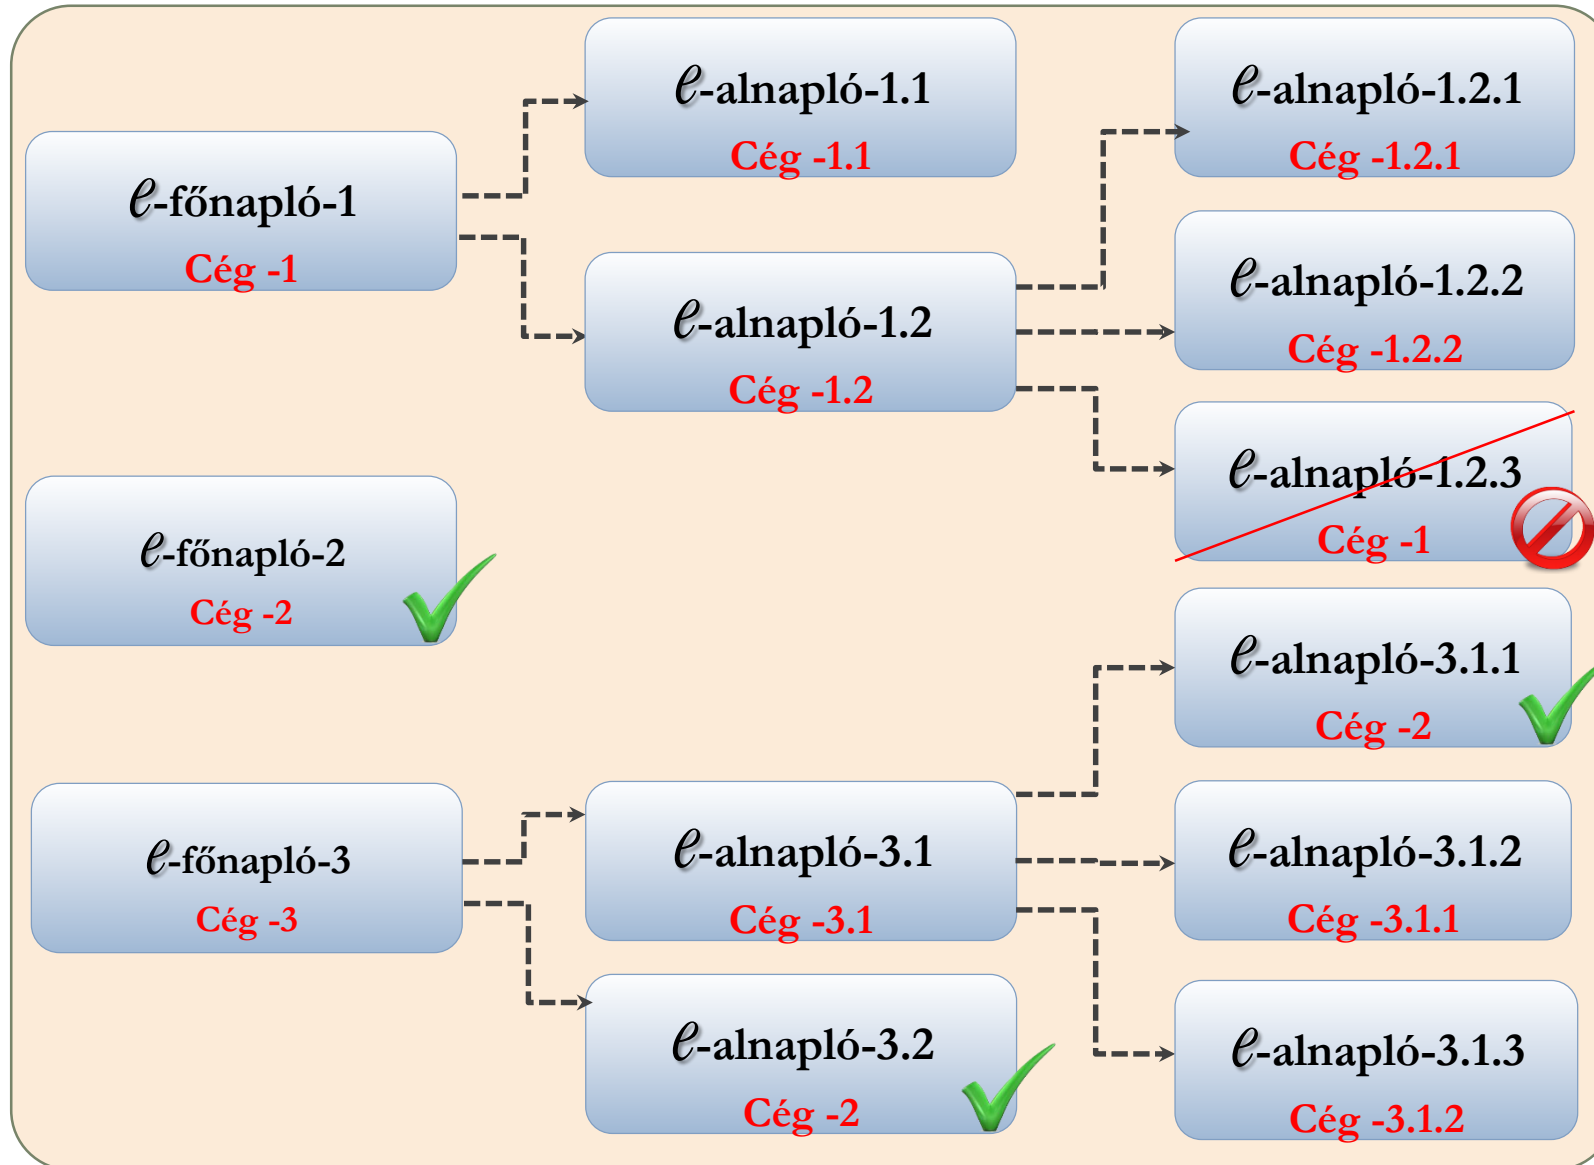 e-főnapló-1
Cég -1
e-alnapló-1.1
Cég -1.1
e-alnapló-1.2
Cég -1.2
e-alnapló-1.2.1
Cég -1.2.1
e-alnapló-1.2.2
Cég -1.2.2
e-alnapló-1.2.3
Cég -1
e-főnapló-2
Cég -2
e-főnapló-3
Cég -3
e-alnapló-3.1
Cég -3.1
e-alnapló-3.2
Cég -2
e-alnapló-3.1.1
Cég -2
e-alnapló-3.1.2
Cég -3.1.1
e-alnapló-3.1.3
Cég -3.1.2